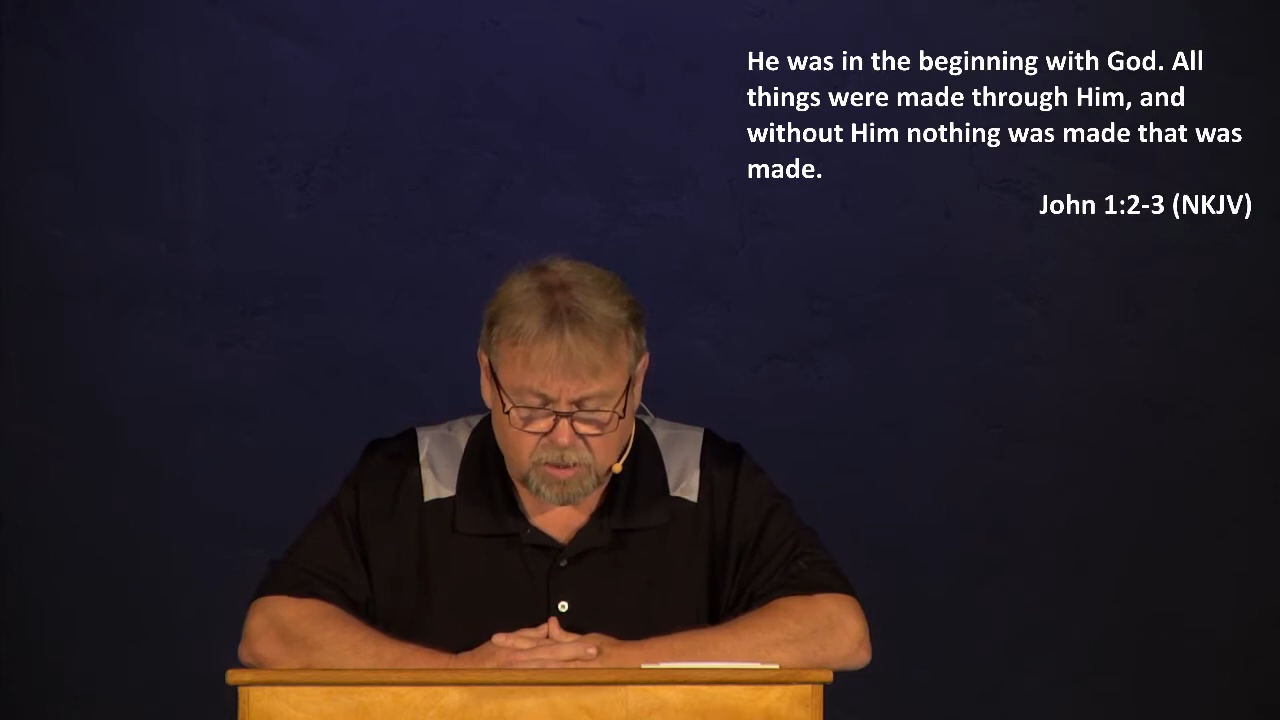 He was in the beginning with God. All
things were made through Him, and
without Him nothing was made that was
made.
John 1:2-3 (NKJV)